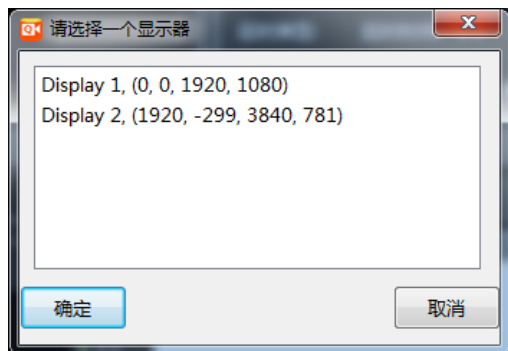 请选择一个显示器
Display 1, (0, 0, 1920, 1080)
Display 2, (1920, -299, 3840, 781)
确定
取消